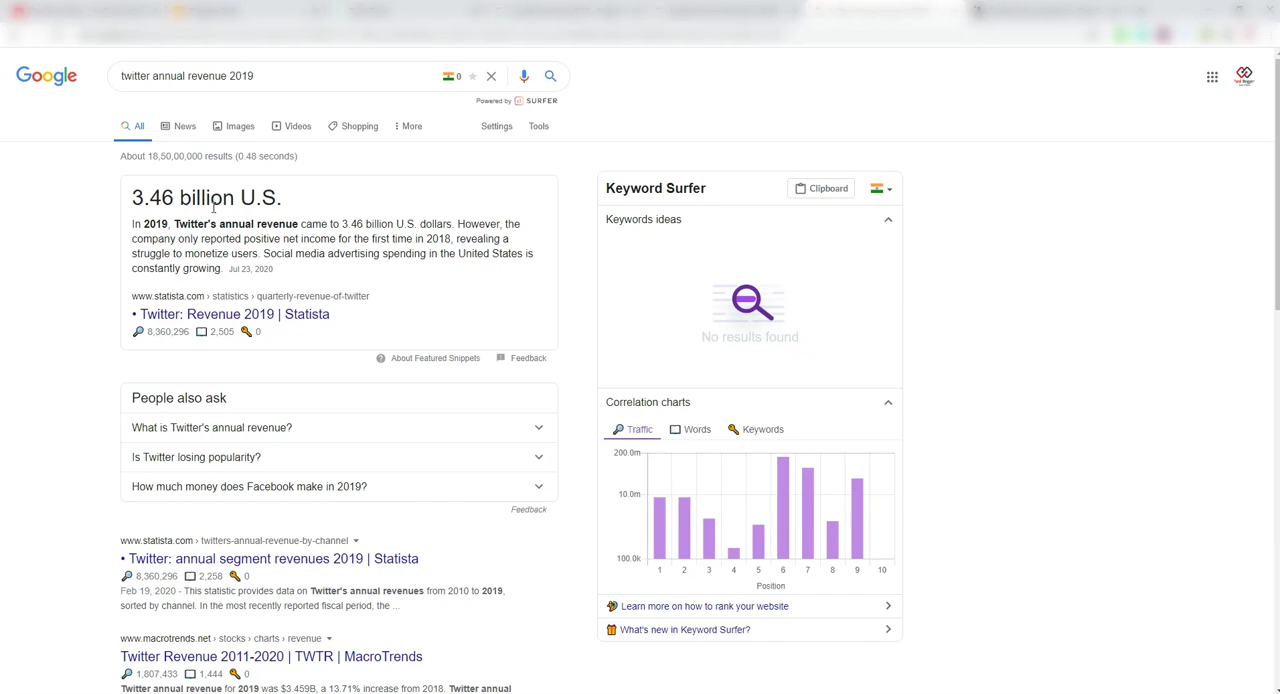 Google
twitter annual revenue 2019
0
Powered by SURFER
All News Images Videos Shopping More Settings Tools
About 18,50,00,000 results (0.48 seconds)
3.46 billion U.S.
In 2019, Twitter's annual revenue came to 3.46 billion U.S. dollars. However, the
company only reported positive net income for the first time in 2018, revealing a
struggle to monetize users. Social media advertising spending in the United States is
constantly growing. Jul 23, 2020
www.statista.com › statistics › quarterly-revenue-of-twitter
• Twitter: Revenue 2019 | Statista
8,360,296 2,505 0
About Featured Snippets Feedback
People also ask
What is Twitter's annual revenue?
Is Twitter losing popularity?
How much money does Facebook make in 2019?
Feedback
www.statista.com › twitters-annual-revenue-by-channel
• Twitter: annual segment revenues 2019 | Statista
8,360,296 2,258 0
Feb 19, 2020 - This statistic provides data on Twitter's annual revenues from 2010 to 2019,
sorted by channel. In the most recently reported fiscal period, the ...
www.macrotrends.net › stocks › charts › revenue
Twitter Revenue 2011-2020 | TWTR | MacroTrends
1,807,433 1,444 0
Twitter annual revenue for 2019 was $3.459B, a 13.71% increase from 2018. Twitter annual
Keyword Surfer Clipboard
Keywords ideas
No results found
Correlation charts
Traffic Words Keywords
200.0m
10.0m
100.0k
1 2 3 4 5 6 7 8 9 10
Position
Learn more on how to rank your website
What's new in Keyword Surfer?